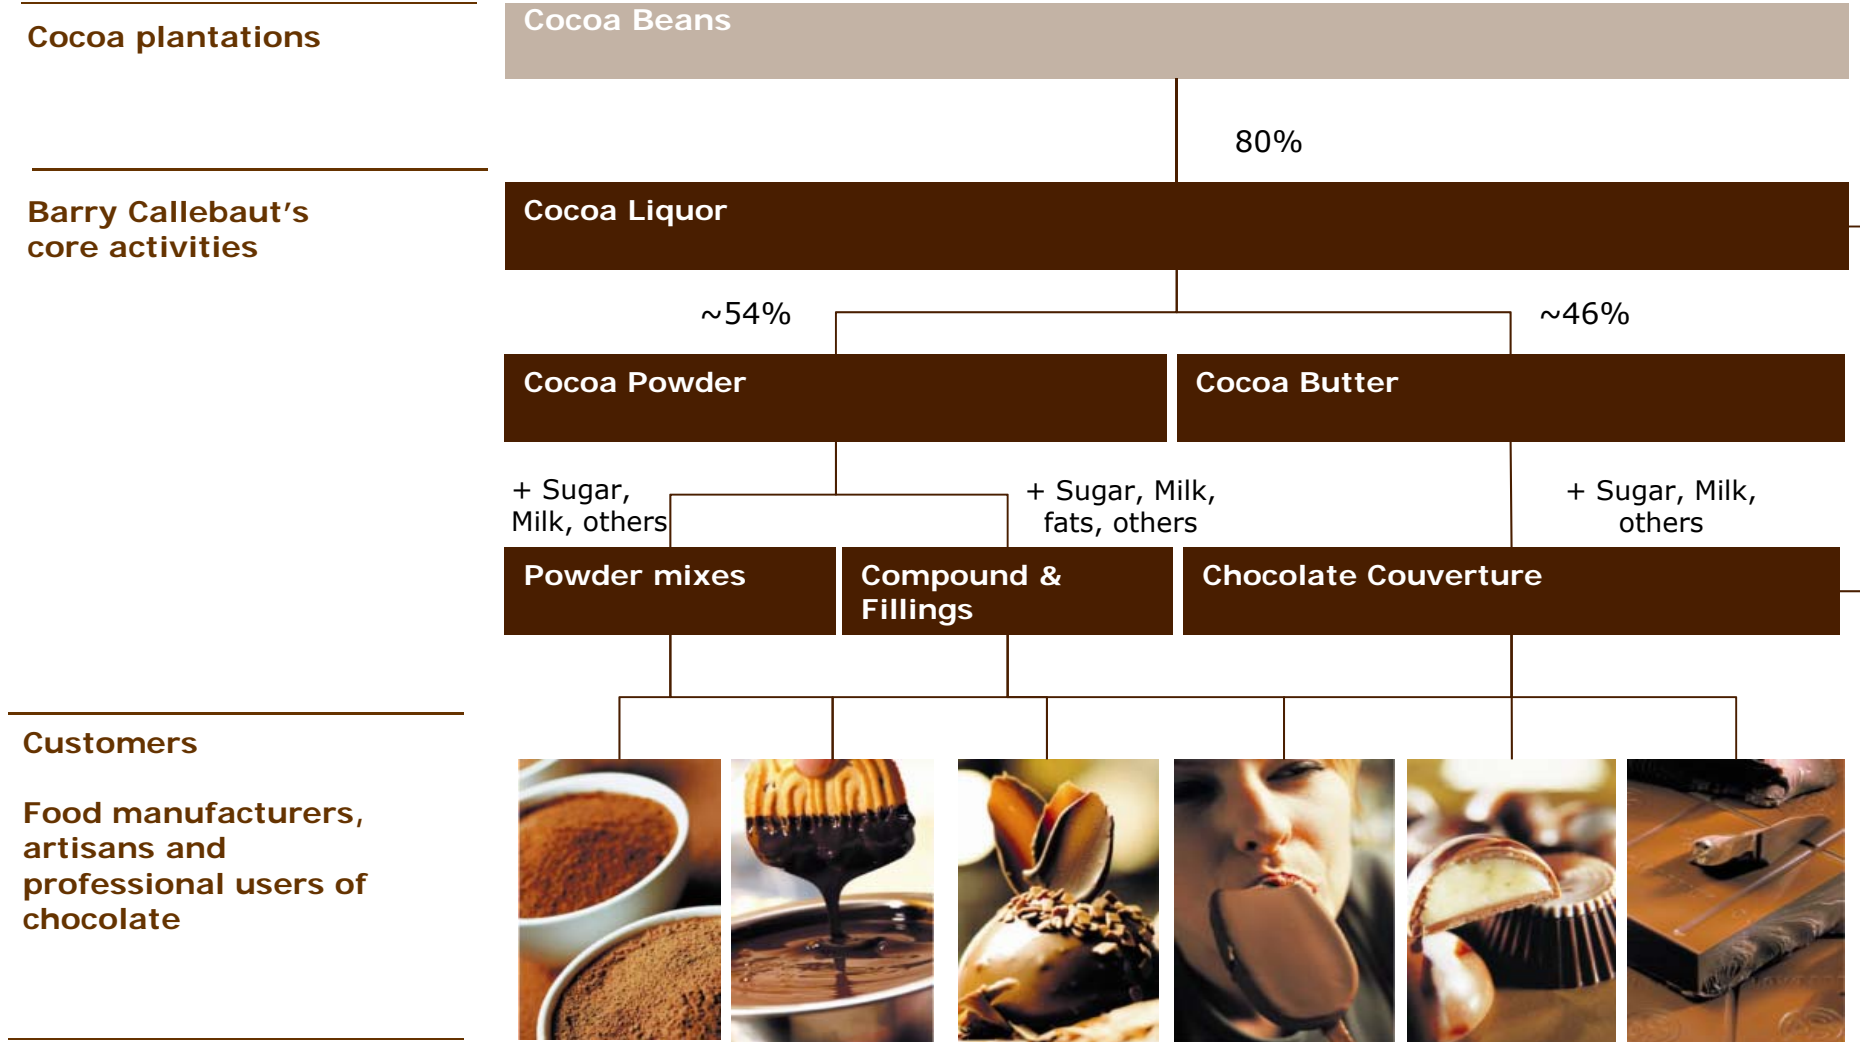 Cocoa plantations
Cocoa Beans
80%
Barry Callebaut’s
core activities
Cocoa Liquor
~54%
~46%
Cocoa Powder
Cocoa Butter
+ Sugar,
Milk, others
+ Sugar, Milk,
fats, others
+ Sugar, Milk,
others
Powder mixes
Compound &
Fillings
Chocolate Couverture
Customers
Food manufacturers,
artisans and
professional users of
chocolate